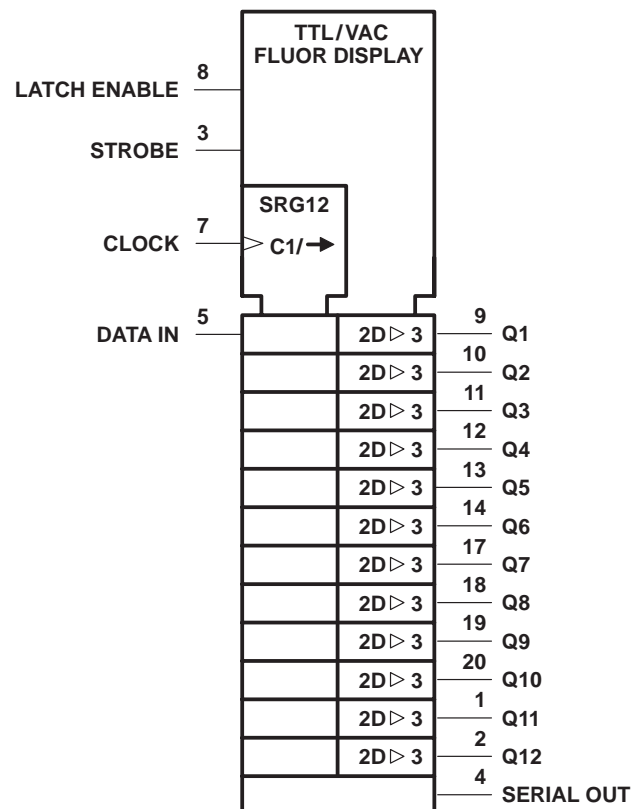 TTL/VAC
FLUOR DISPLAY
8
LATCH ENABLE
3
STROBE
SRG12
7
CLOCK
C1/
5
DATA IN
2D 3
9
Q1
2D 3
10
Q2
2D 3
11
Q3
2D 3
12
Q4
2D 3
13
Q5
2D 3
14
Q6
2D 3
17
Q7
2D 3
18
Q8
2D 3
19
Q9
2D 3
20
Q10
2D 3
1
Q11
2D 3
2
Q12
4
SERIAL OUT